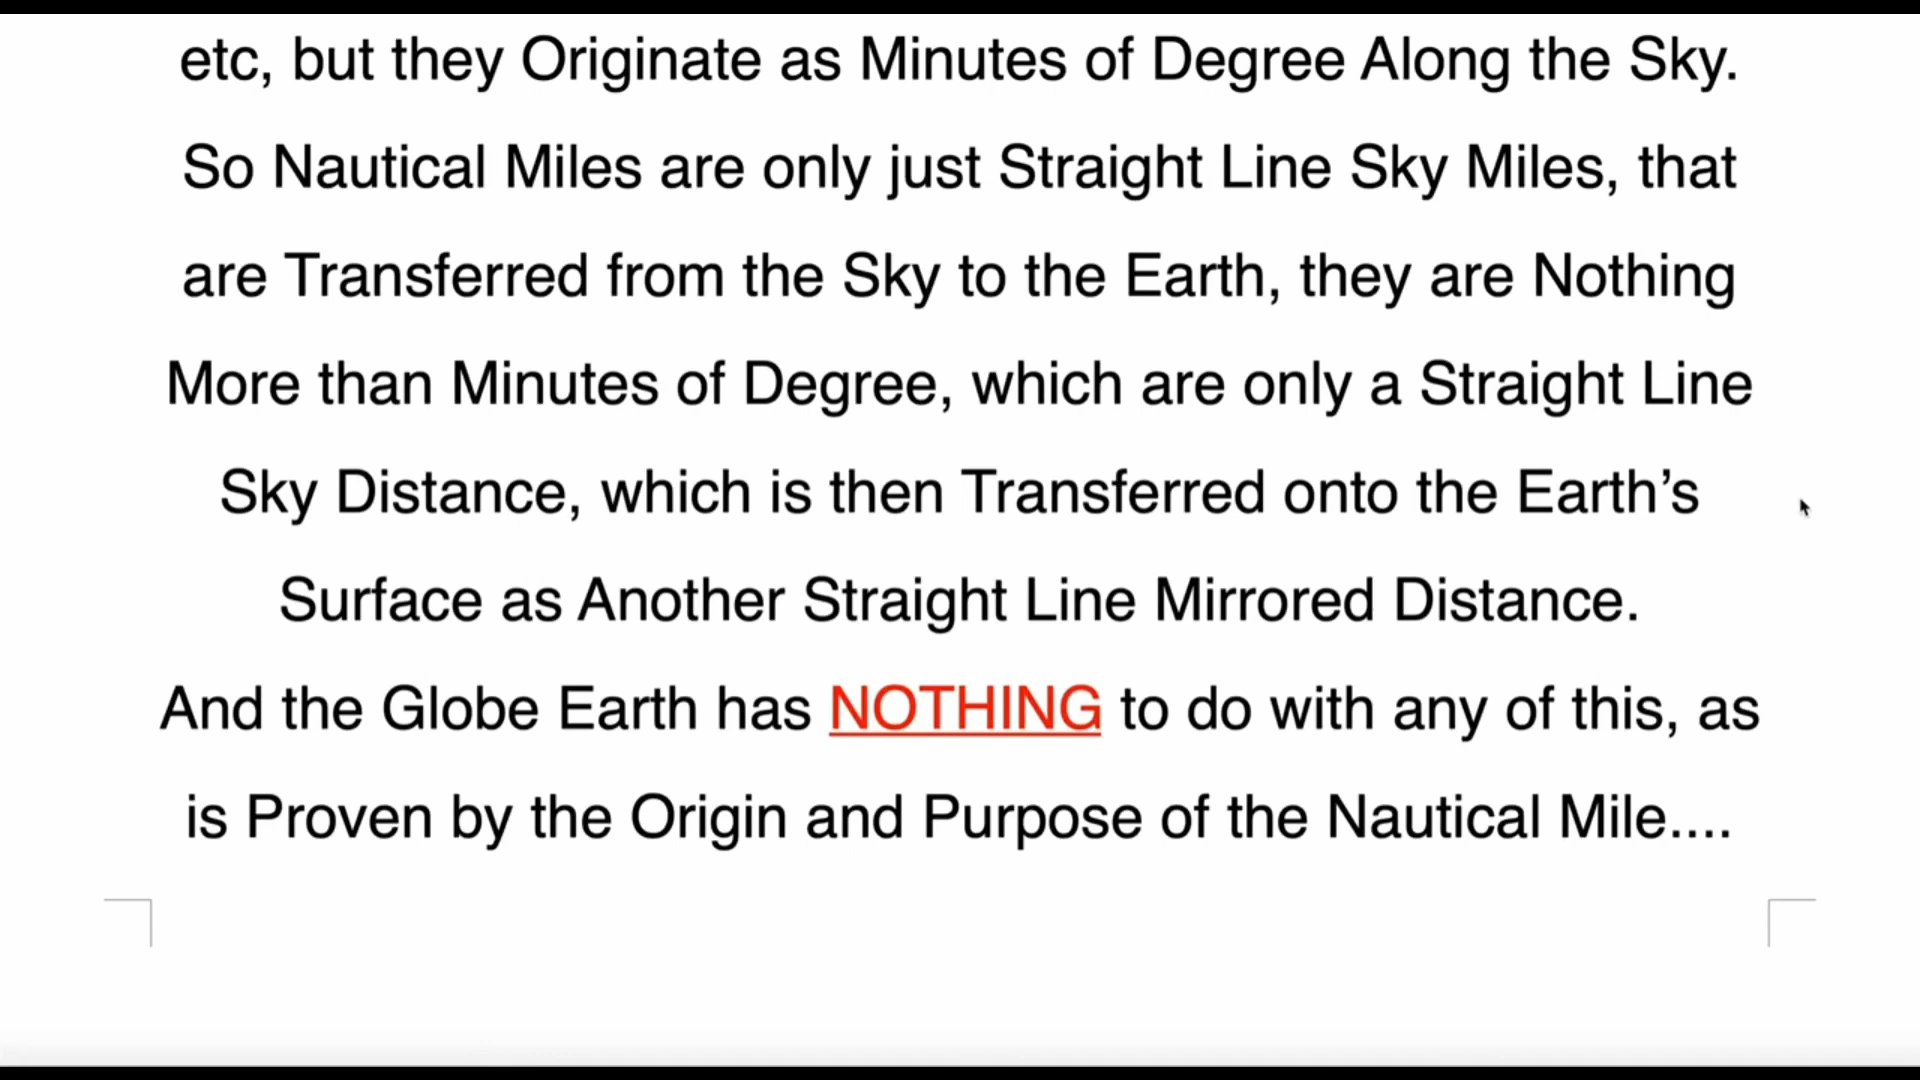 etc, but they Originate as Minutes of Degree Along the Sky.
So Nautical Miles are only just Straight Line Sky Miles, that
are Transferred from the Sky to the Earth, they are Nothing
More than Minutes of Degree, which are only a Straight Line
Sky Distance, which is then Transferred onto the Earth’s
Surface as Another Straight Line Mirrored Distance.
And the Globe Earth has NOTHING to do with any of this, as
is Proven by the Origin and Purpose of the Nautical Mile....